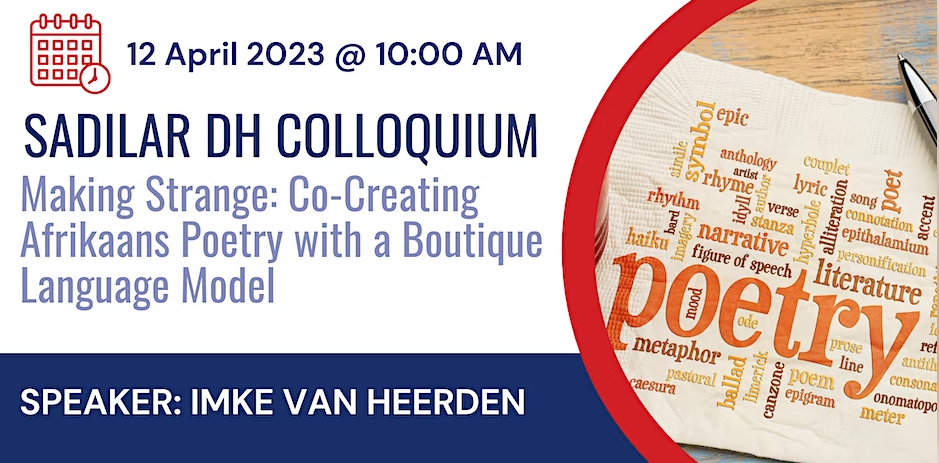 12 April 2023 @ 10:00 AM
SADILAR DH COLLOQUIUM
Making Strange: Co-Creating
Afrikaans Poetry with a Boutique
Language Model
SPEAKER: IMKE VAN HEERDEN
epic
symbol
simile
anthology
artist
couplet
rhyme
author
lyric
poet
rhythm
bard
idyll
verse
stanza
hyperbole
alliteration
song
connotation
accent
haiku
imagery
narrative
epithalamium
figure of speech
personification
literature
poetry
mood
ode
metaphor
prose
line
pastoral
ballad
limerick
canzone
poem
epigram
caesura
meter